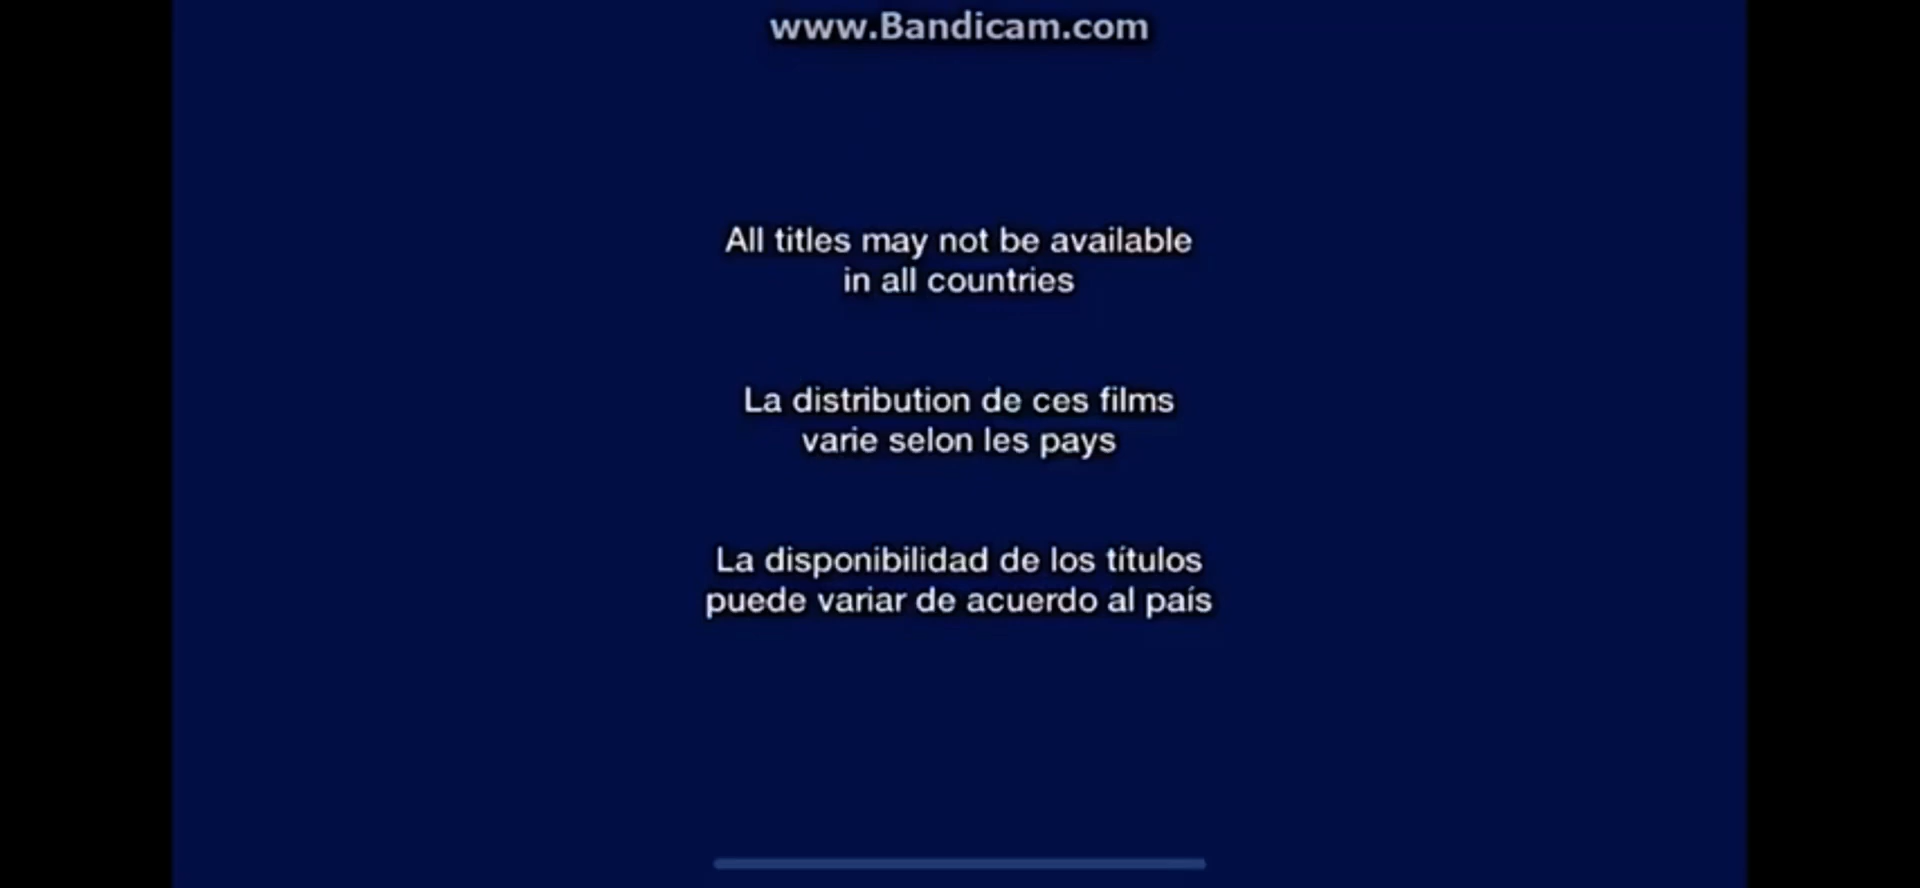 www.Bandicam.com
All titles may not be available
in all countries
La distribution de ces films
varie selon les pays
La disponibilidad de los títulos
puede variar de acuerdo al país